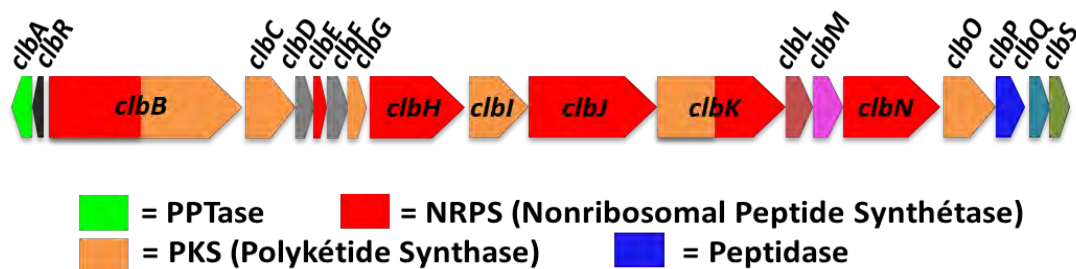 clbA clbR clbC clbD clbE clbF clbG clbL clbM clbO clbP clbQ clbS
clbB clbH clbI clbJ clbK clbN
= PPTase = NRPS (Nonribosomal Peptide Synthétase)
= PKS (Polykétide Synthase) = Peptidase